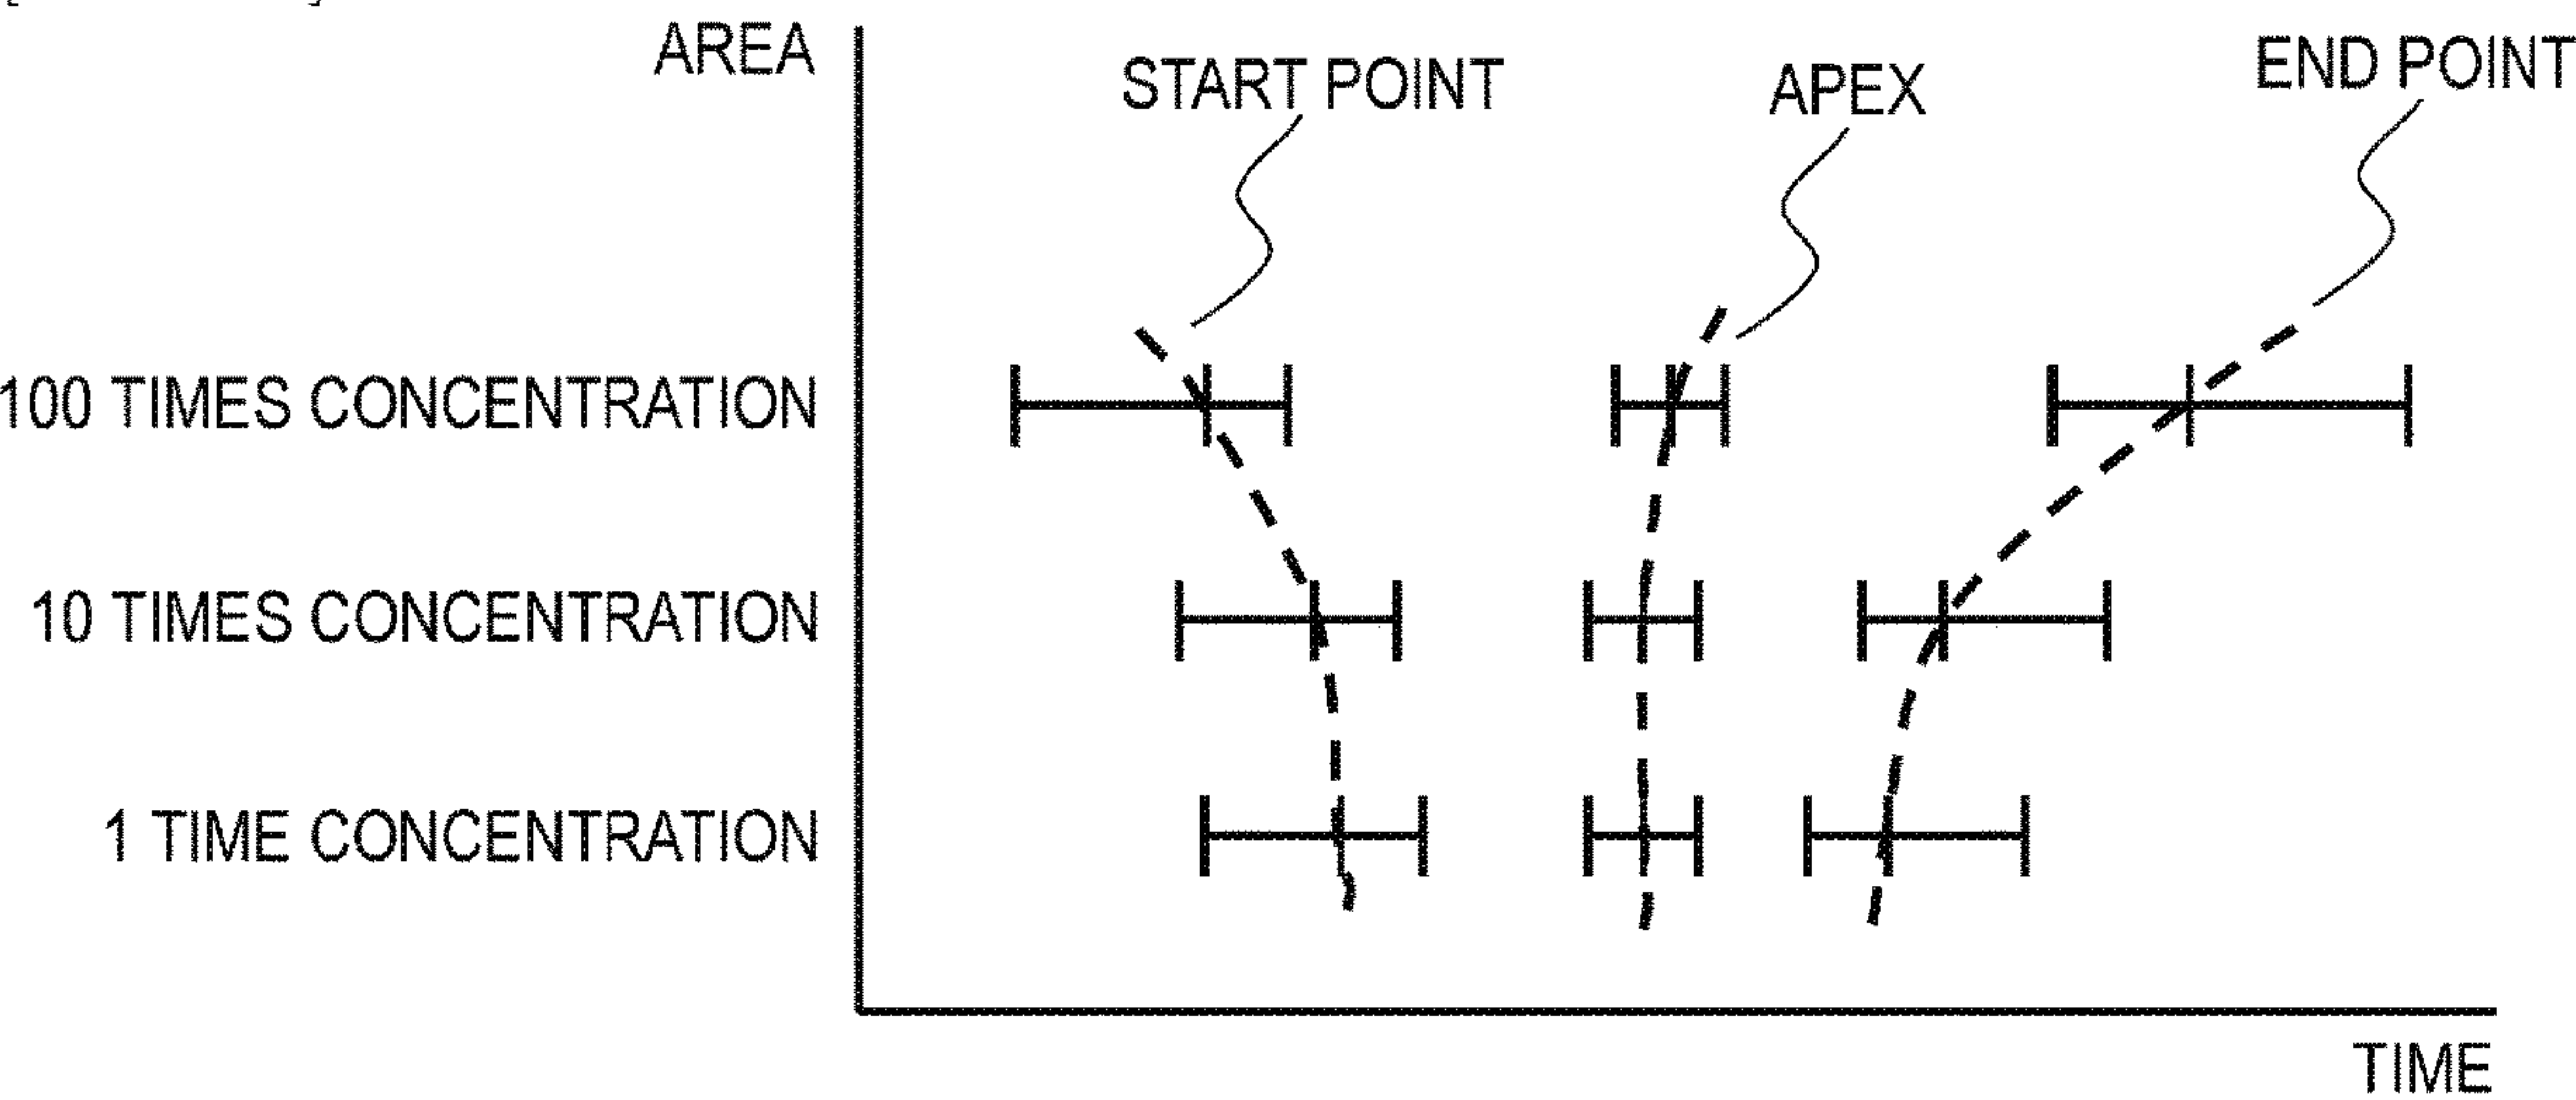 AREA
START POINT
APEX
END POINT
100 TIMES CONCENTRATION
10 TIMES CONCENTRATION
1 TIME CONCENTRATION
TIME